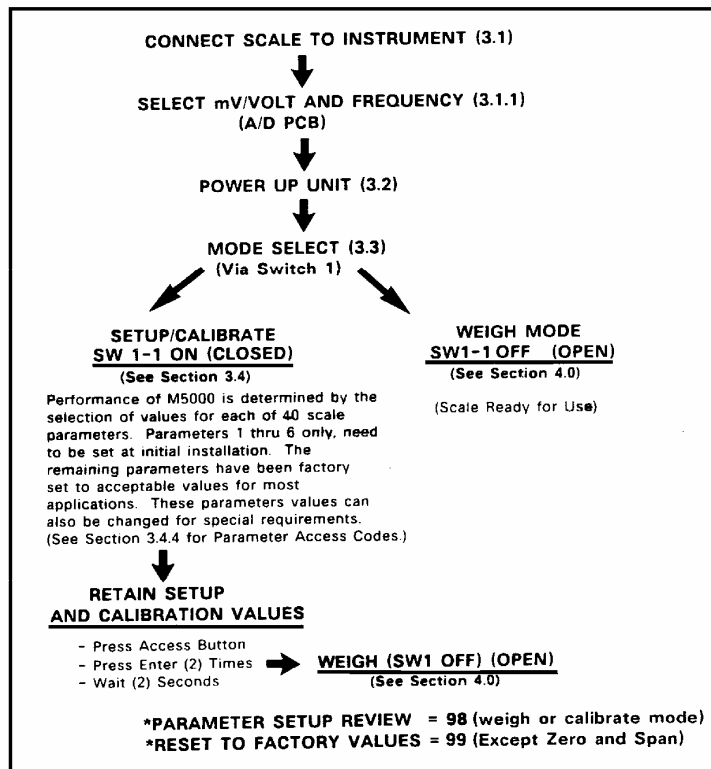 CONNECT SCALE TO INSTRUMENT (3.1)
SELECT mV/VOLT AND FREQUENCY (3.1.1)
(A/D PCB)
POWER UP UNIT (3.2)
MODE SELECT (3.3)
(Via Switch 1)
SETUP/CALIBRATE
SW 1-1 ON (CLOSED)
(See Section 3.4)
Performance of M5000 is determined by the
selection of values for each of 40 scale
parameters. Parameters 1 thru 6 only, need
to be set at initial installation. The
remaining parameters have been factory
set to acceptable values for most
applications. These parameters values can
also be changed for special requirements.
(See Section 3.4.4 for Parameter Access Codes.)
WEIGH MODE
SW1-1 OFF (OPEN)
(See Section 4.0)
(Scale Ready for Use)
RETAIN SETUP
AND CALIBRATION VALUES
- Press Access Button
- Press Enter (2) Times
- Wait (2) Seconds
WEIGH (SW1 OFF) (OPEN)
(See Section 4.0)
*PARAMETER SETUP REVIEW = 98 (weigh or calibrate mode)
*RESET TO FACTORY VALUES = 99 (Except Zero and Span)